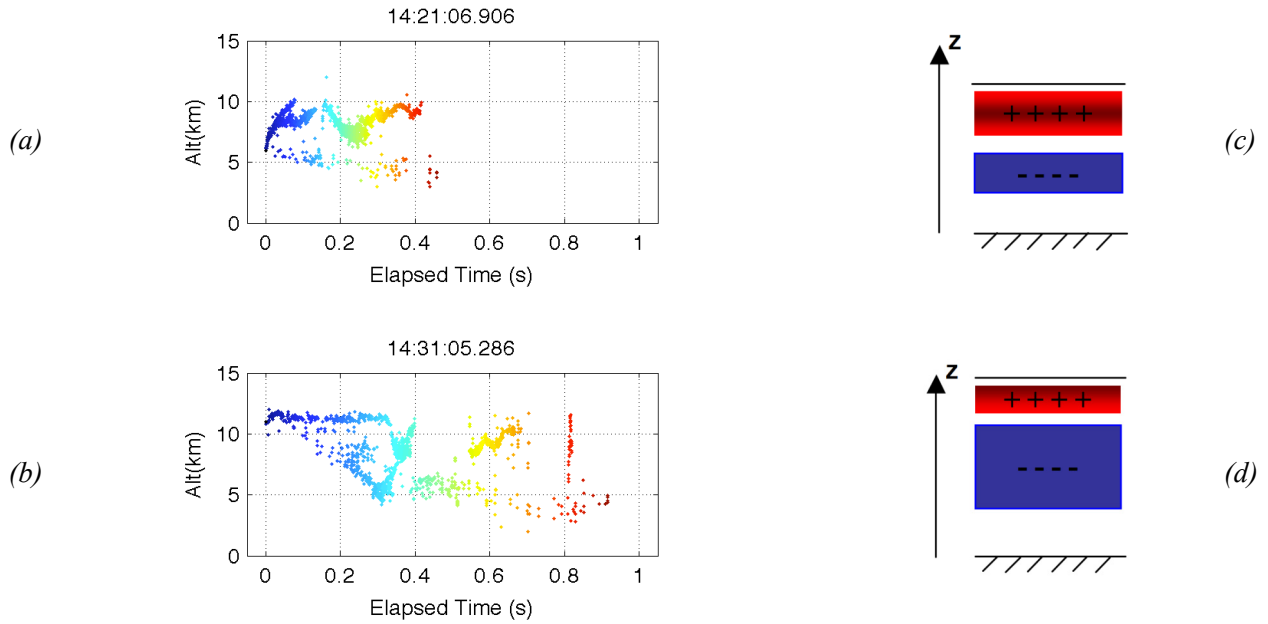 14:21:06.906
(a)
Alt(km)
15
10
5
0
0 0.2 0.4 0.6 0.8 1
Elapsed Time (s)
z
+ + + +
- - - -
(c)
14:31:05.286
(b)
Alt(km)
15
10
5
0
0 0.2 0.4 0.6 0.8 1
Elapsed Time (s)
z
+ + + +
- - - -
(d)